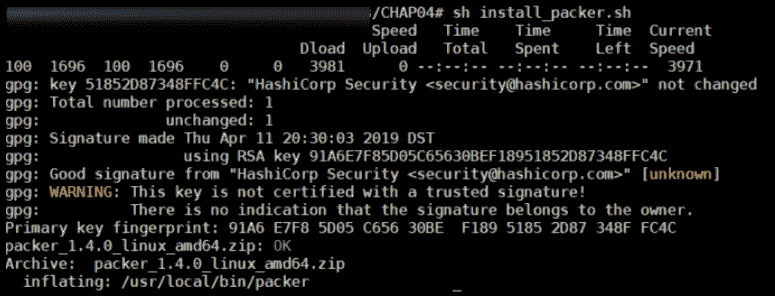 /CHAP04# sh install_packer.sh
Speed Time Time Time Current
Dload Upload Total Spent Left Speed
100 1696 100 1696 0 0 3981 0 --:--:-- --:--:-- --:--:-- 3971
gpg: key 51852D87348FFC4C: "HashiCorp Security <security@hashicorp.com>" not changed
gpg: Total number processed: 1
gpg: unchanged: 1
gpg: Signature made Thu Apr 11 20:30:03 2019 DST
gpg: using RSA key 91A6E7F85D05C65630BEF18951852D87348FFC4C
gpg: Good signature from "HashiCorp Security <security@hashicorp.com>" [unknown]
gpg: WARNING: This key is not certified with a trusted signature!
gpg: There is no indication that the signature belongs to the owner.
Primary key fingerprint: 91A6 E7F8 5D05 C656 30BE F189 5185 2D87 348F FC4C
packer_1.4.0_linux_amd64.zip: OK
Archive: packer_1.4.0_linux_amd64.zip
inflating: /usr/local/bin/packer